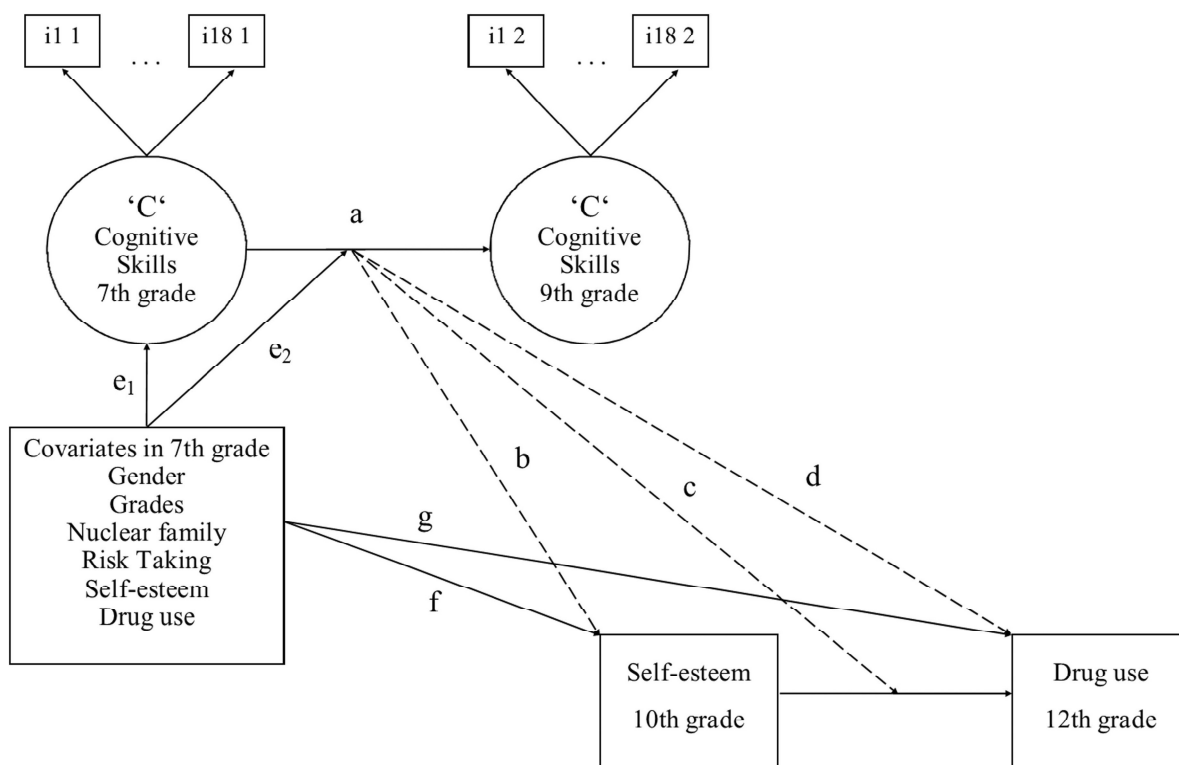 i1 1
. . .
i18 1
i1 2
. . .
i18 2
‘C‘
Cognitive
Skills
7th grade
a
‘C‘
Cognitive
Skills
9th grade
e₁
e₂
Covariates in 7th grade
Gender
Grades
Nuclear family
Risk Taking
Self-esteem
Drug use
b
c
d
g
f
Self-esteem
10th grade
Drug use
12th grade